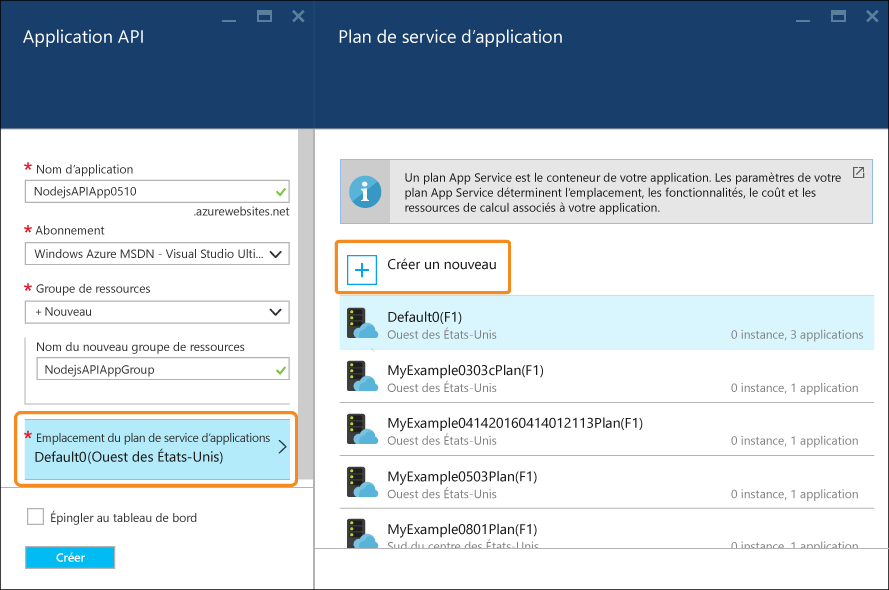 Application API
* Nom d'application
NodejsAPIApp0510
.azurewebsites.net
* Abonnement
Windows Azure MSDN - Visual Studio Ulti...
* Groupe de ressources
+ Nouveau
Nom du nouveau groupe de ressources
NodejsAPIAppGroup
* Emplacement du plan de service d'applications
Default0(Ouest des États-Unis)
Épingler au tableau de bord
Créer
Plan de service d'application
Un plan App Service est le conteneur de votre application. Les paramètres de votre
plan App Service déterminent l'emplacement, les fonctionnalités, le coût et les
ressources de calcul associés à votre application.
Créer un nouveau
Default0(F1)
Ouest des États-Unis 0 instance, 3 applications
MyExample0303cPlan(F1)
Ouest des États-Unis 0 instance, 1 application
MyExample041420160414012113Plan(F1)
Ouest des États-Unis 0 instance, 1 application
MyExample0503Plan(F1)
Ouest des États-Unis 0 instance, 1 application
MyExample0801Plan(F1)
Sud du centre des États-Unis 0 instance, 1 application